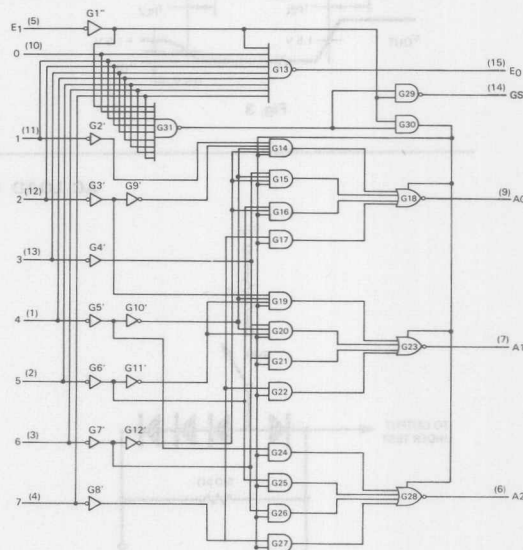 G1''
E1 (5)
0 (10)
G13
(15) E0
G29
(14) GS
G31
G30
1 (11) G2'
G14
G15
2 (12) G3' G9'
G16
G18
(9) A0
G17
3 (13) G4'
G19
4 (1) G5' G10'
G20
G23
(7) A1
G21
5 (2) G6' G11'
G22
6 (3) G7' G12'
G24
G25
G28
(6) A2
7 (4) G8'
G26
G27